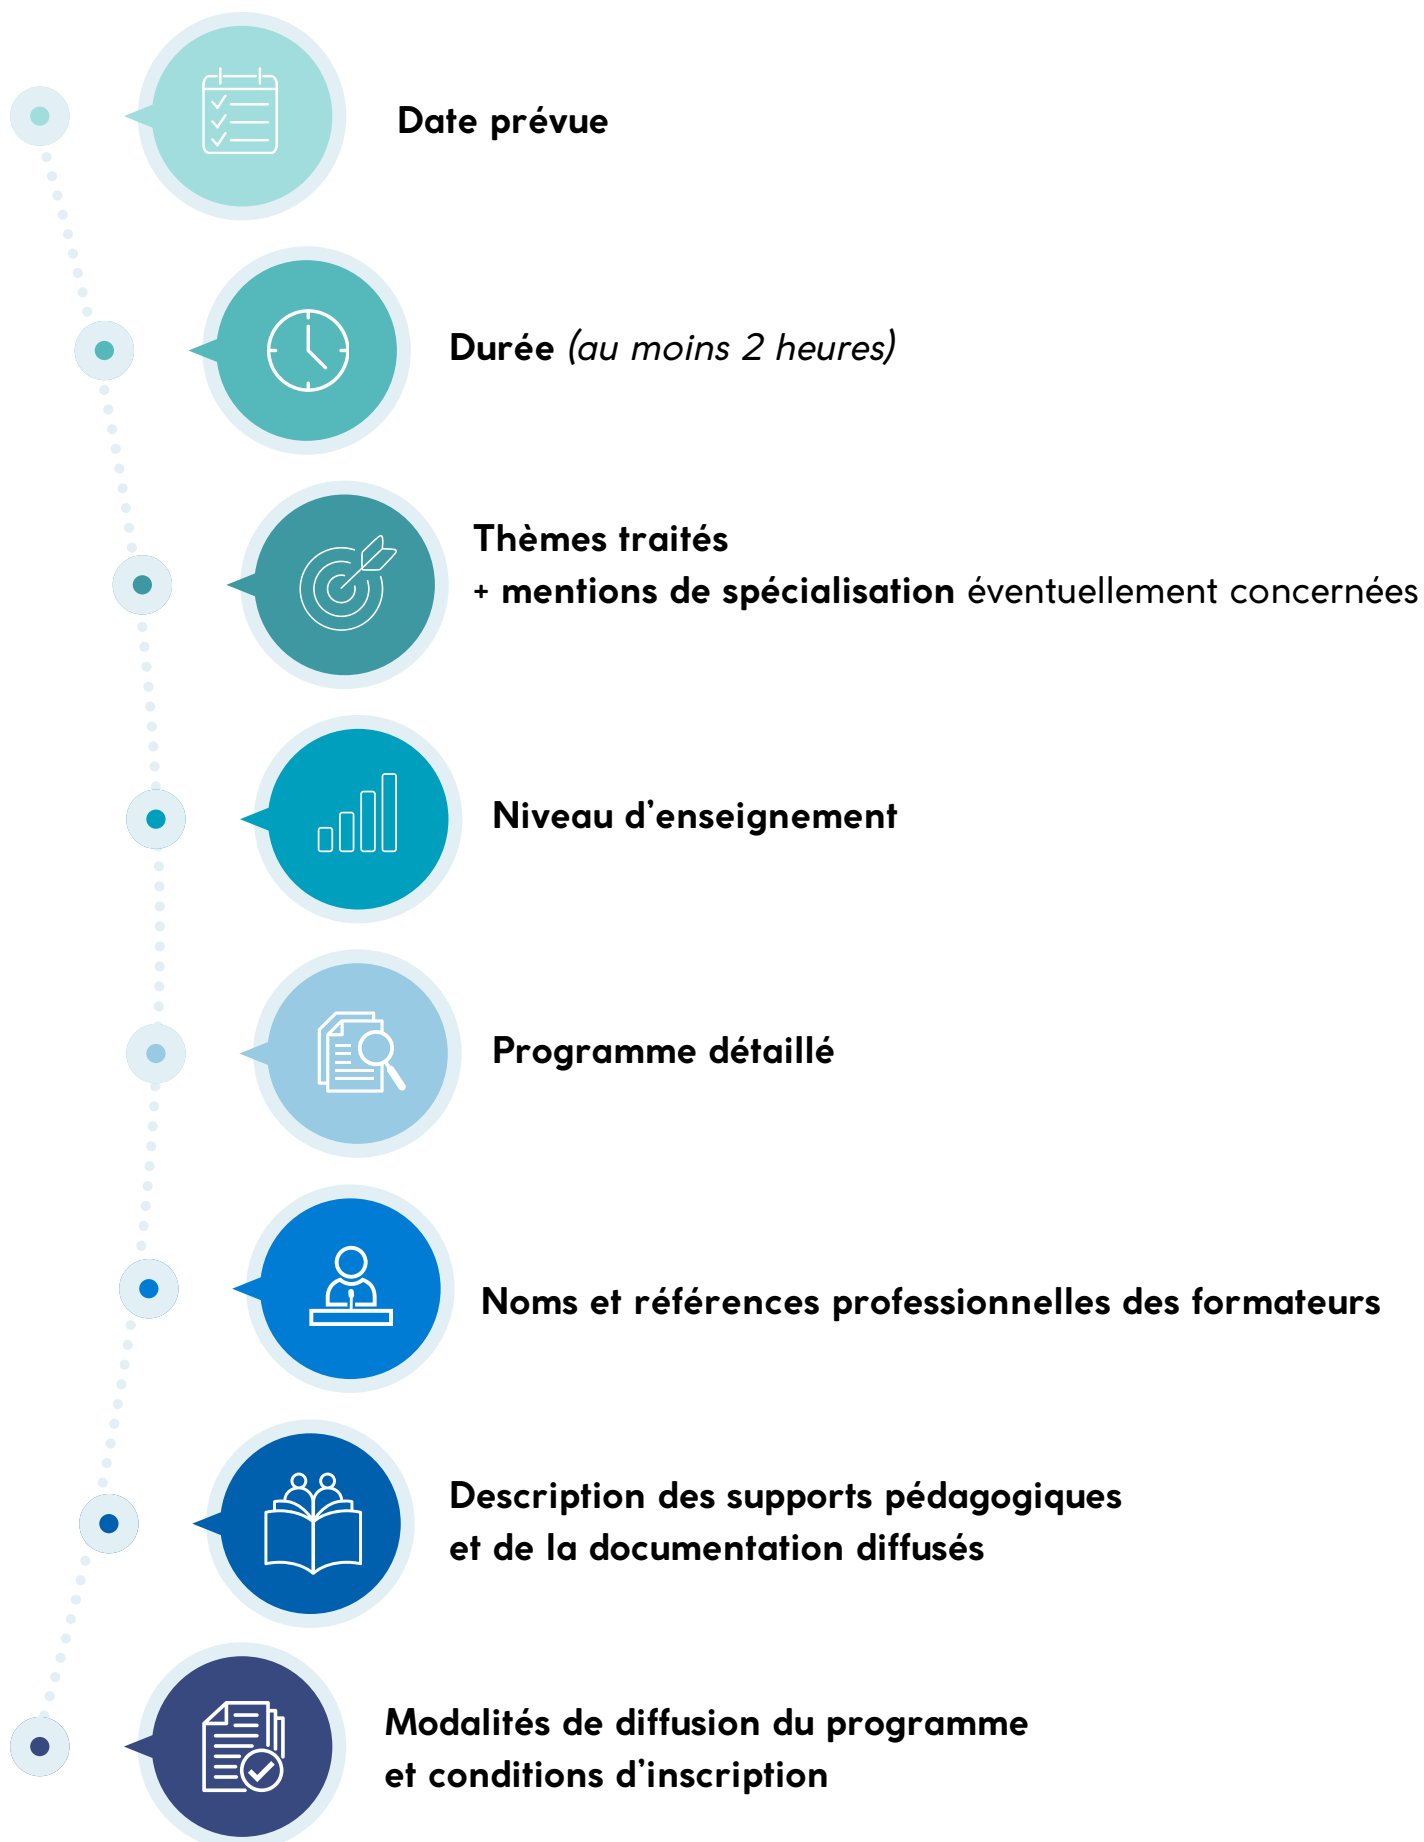 Date prévue
Durée (au moins 2 heures)
Thèmes traités
+ mentions de spécialisation éventuellement concernées
Niveau d’enseignement
Programme détaillé
Noms et références professionnelles des formateurs
Description des supports pédagogiques
et de la documentation diffusés
Modalités de diffusion du programme
et conditions d’inscription